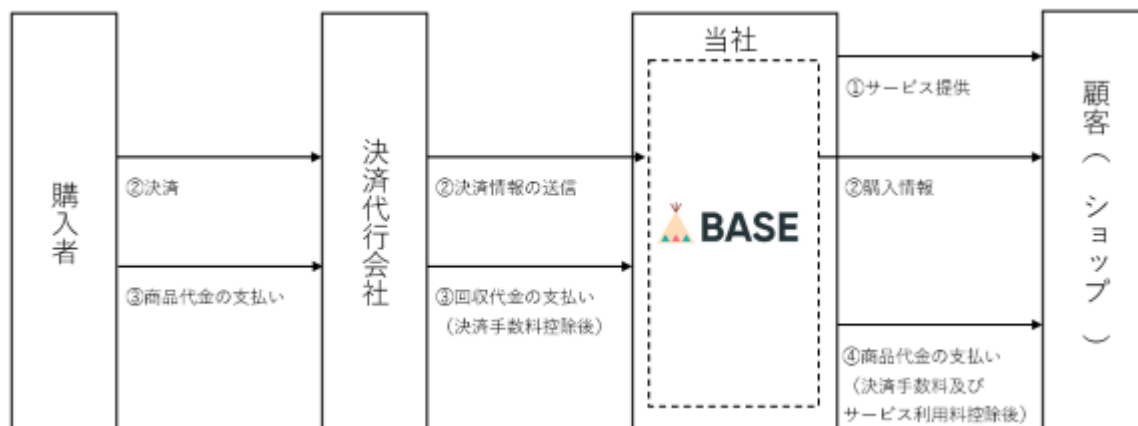 購入者
②決済
③商品代金の支払い
決済代行会社
②決済情報の送信
③回収代金の支払い
（決済手数料控除後）
当社
BASE
①サービス提供
②購入情報
④商品代金の支払い
（決済手数料及び
サービス利用料控除後）
顧客（ショップ）